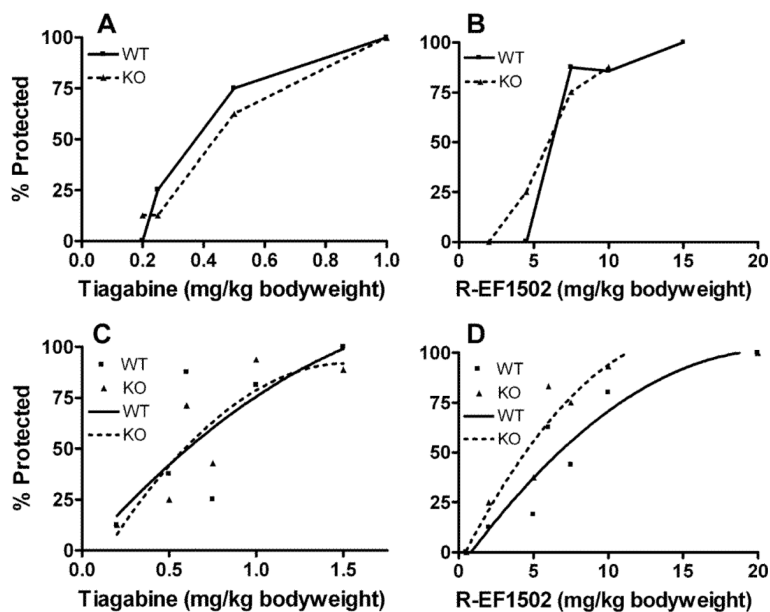 A
B
WT
KO
WT
KO
% Protected
100
75
50
25
0
100
75
50
25
0
0.0 0.2 0.4 0.6 0.8 1.0
0 5 10 15 20
Tiagabine (mg/kg bodyweight)
R-EF1502 (mg/kg bodyweight)
C
D
WT
KO
WT
KO
WT
KO
WT
KO
% Protected
100
75
50
25
0
100
75
50
25
0
0.0 0.5 1.0 1.5
0 5 10 15 20
Tiagabine (mg/kg bodyweight)
R-EF1502 (mg/kg bodyweight)